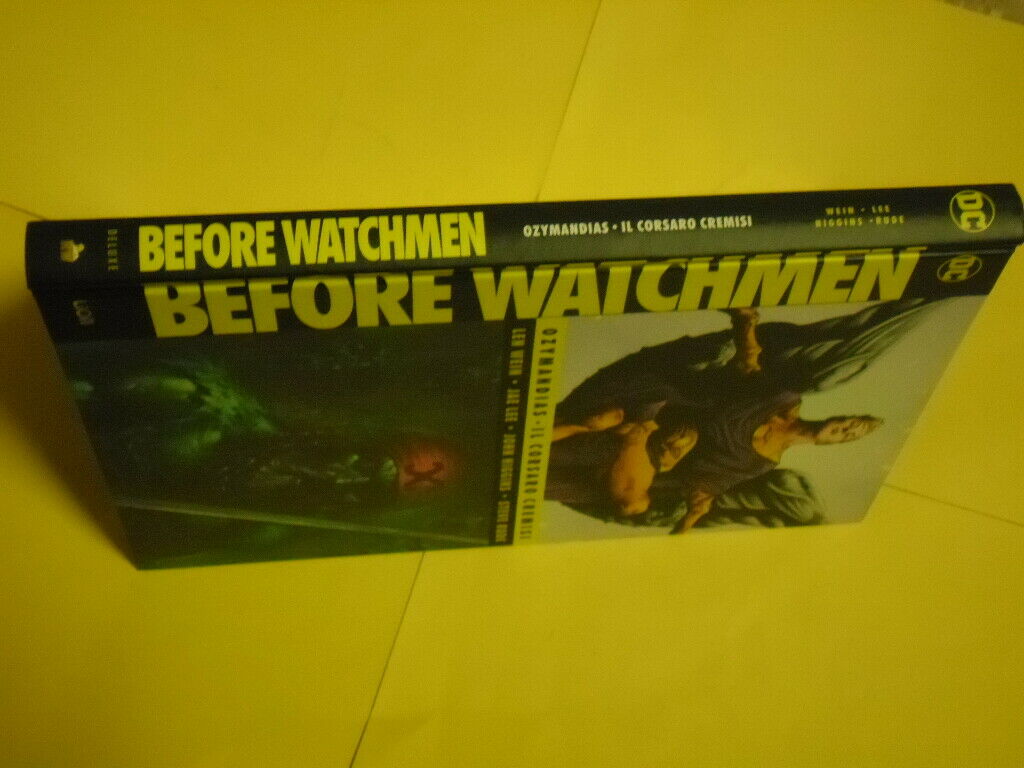 DELUXE
BEFORE WATCHMEN
OZYMANDIAS • IL CORSARO CREMISI
WEIN • LEE
HIGGINS • RUDE
DC
LION
BEFORE WATCHMEN
DC
OZYMANDIAS • IL CORSARO CREMISI
LEN WEIN • JAE LEE • JOHN HIGGINS • STEVE RUDE